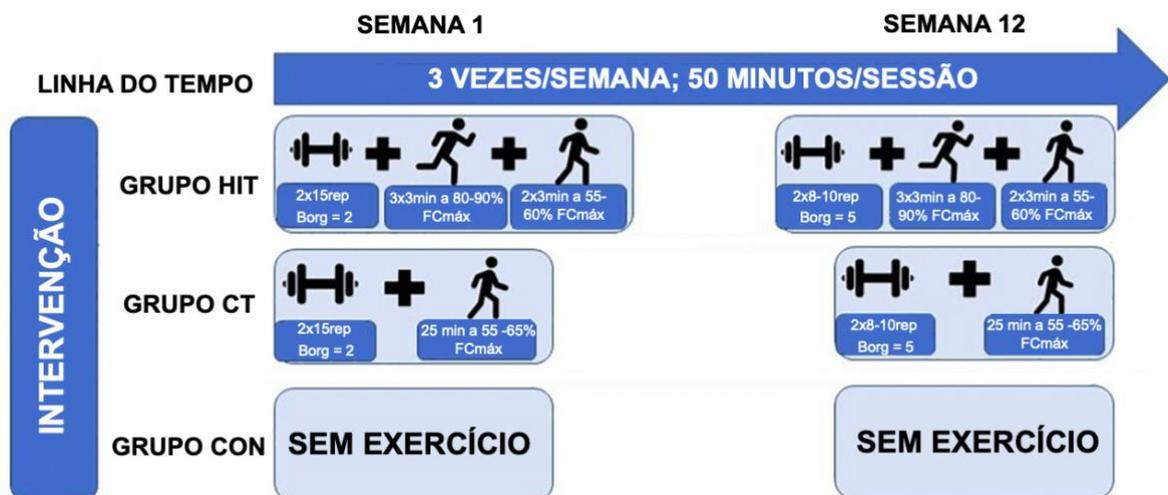 SEMANA 1
SEMANA 12
LINHA DO TEMPO
3 VEZES/SEMANA; 50 MINUTOS/SESSÃO
INTERVENÇÃO
GRUPO HIT
2x15rep
Borg = 2
3x3min a 80-90%
FCmáx
2x3min a 55-
60% FCmáx
2x8-10rep
Borg = 5
3x3min a 80-
90% FCmáx
2x3min a 55-
60% FCmáx
GRUPO CT
2x15rep
Borg = 2
25 min a 55 -65%
FCmáx
2x8-10rep
Borg = 5
25 min a 55 -65%
FCmáx
GRUPO CON
SEM EXERCÍCIO
SEM EXERCÍCIO